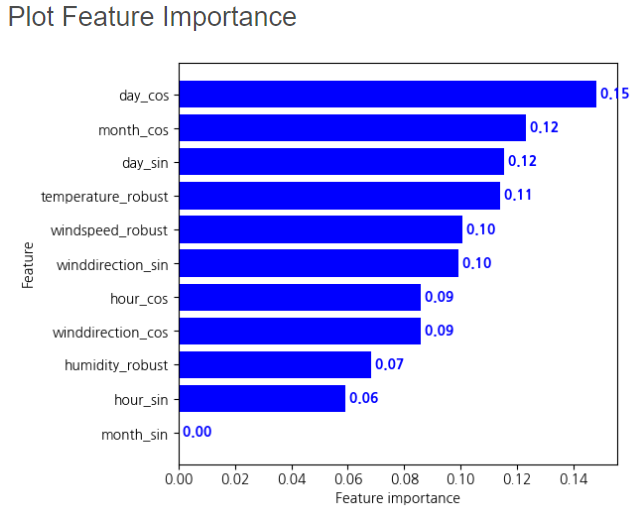 Plot Feature Importance
day_cos
0.15
month_cos
0.12
day_sin
0.12
temperature_robust
0.11
windspeed_robust
0.10
winddirection_sin
0.10
hour_cos
0.09
winddirection_cos
0.09
humidity_robust
0.07
hour_sin
0.06
month_sin
0.00
Feature
0.00 0.02 0.04 0.06 0.08 0.10 0.12 0.14
Feature importance